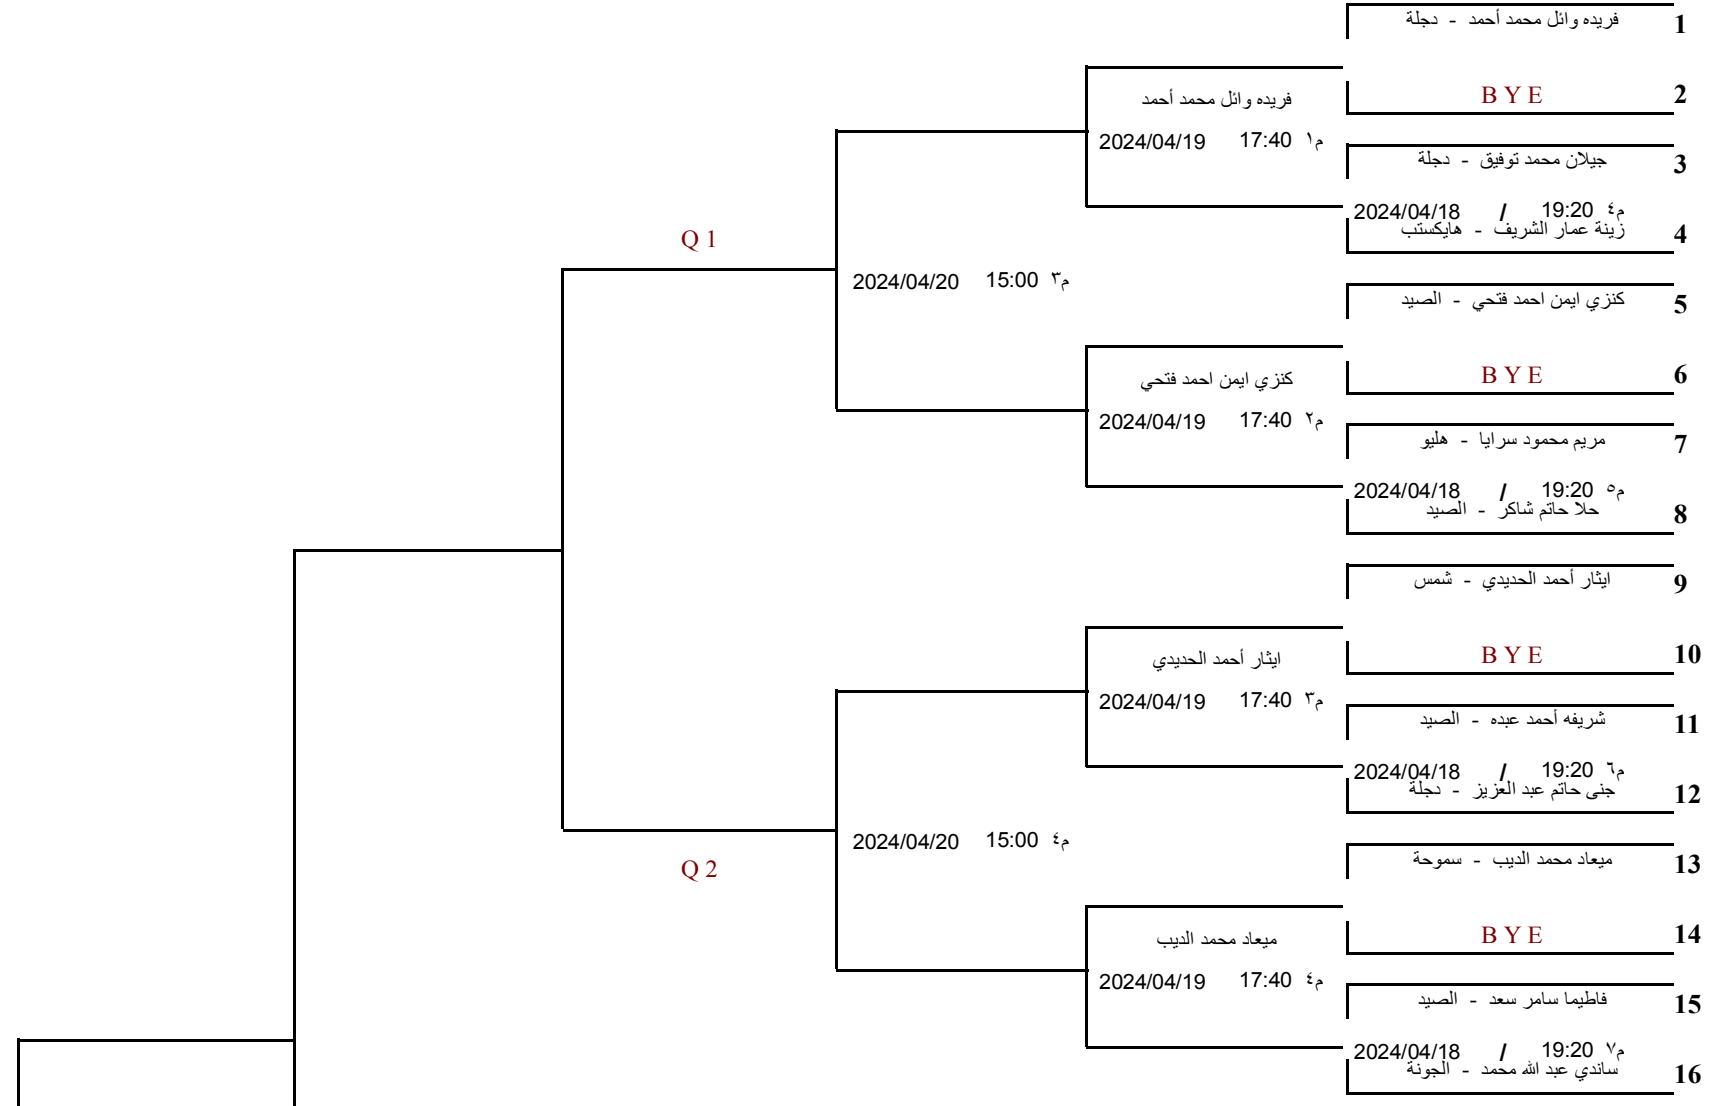 فريده وائل محمد أحمد - دجلة 1
B Y E 2
فريده وائل محمد أحمد
م١ 17:40 2024/04/19
جيلان محمد توفيق - دجلة 3
م٤ 19:20 / 2024/04/18
زينة عمار الشريف - هايكستب 4
Q 1
م٣ 15:00 2024/04/20
كنزي ايمن احمد فتحي - الصيد 5
B Y E 6
كنزي ايمن احمد فتحي
م٢ 17:40 2024/04/19
مريم محمود سرايا - هليو 7
م٥ 19:20 / 2024/04/18
حلا حاتم شاكر - الصيد 8
ايثار أحمد الحديدي - شمس 9
B Y E 10
ايثار أحمد الحديدي
م٣ 17:40 2024/04/19
شريفه أحمد عبده - الصيد 11
م٦ 19:20 / 2024/04/18
جنى حاتم عبد العزيز - دجلة 12
م٤ 15:00 2024/04/20
Q 2
ميعاد محمد الديب - سموحة 13
B Y E 14
ميعاد محمد الديب
م٤ 17:40 2024/04/19
فاطيما سامر سعد - الصيد 15
م٧ 19:20 / 2024/04/18
ساندي عبد الله محمد - الجونة 16